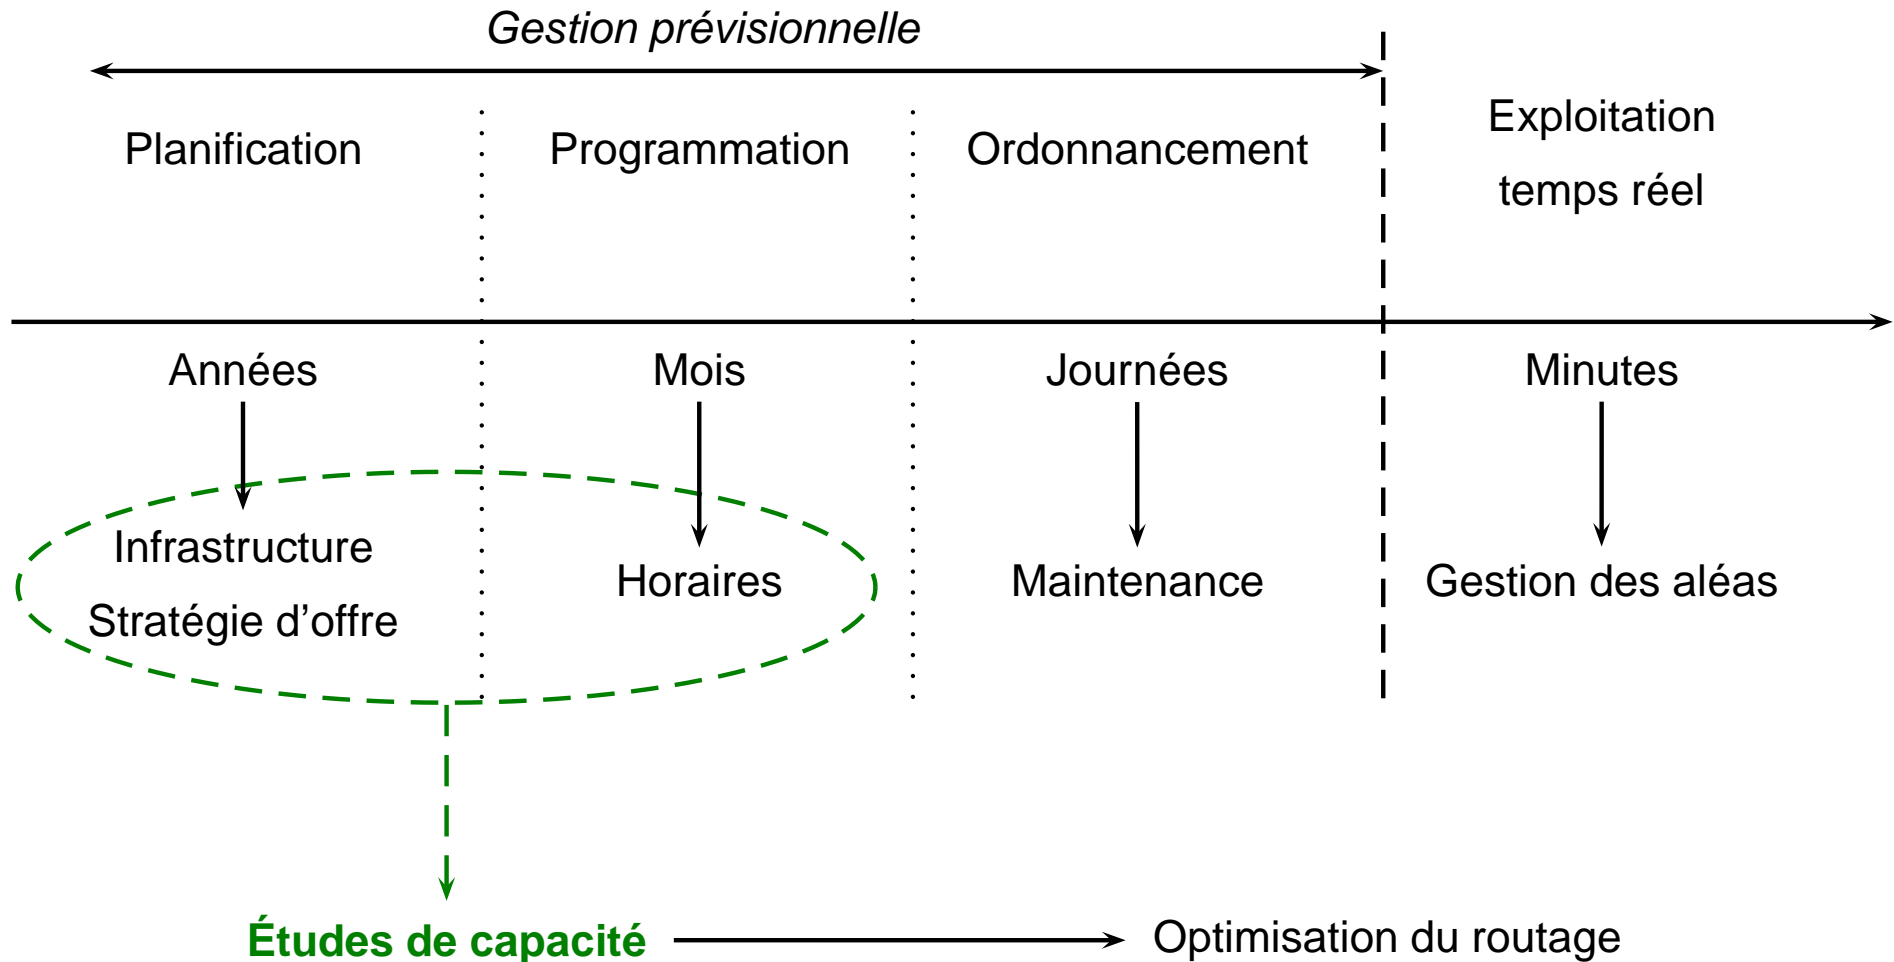 Gestion prévisionnelle
Planification
Programmation
Ordonnancement
Exploitation
temps réel
Années
Mois
Journées
Minutes
Infrastructure
Stratégie d’offre
Horaires
Maintenance
Gestion des aléas
Études de capacité
Optimisation du routage